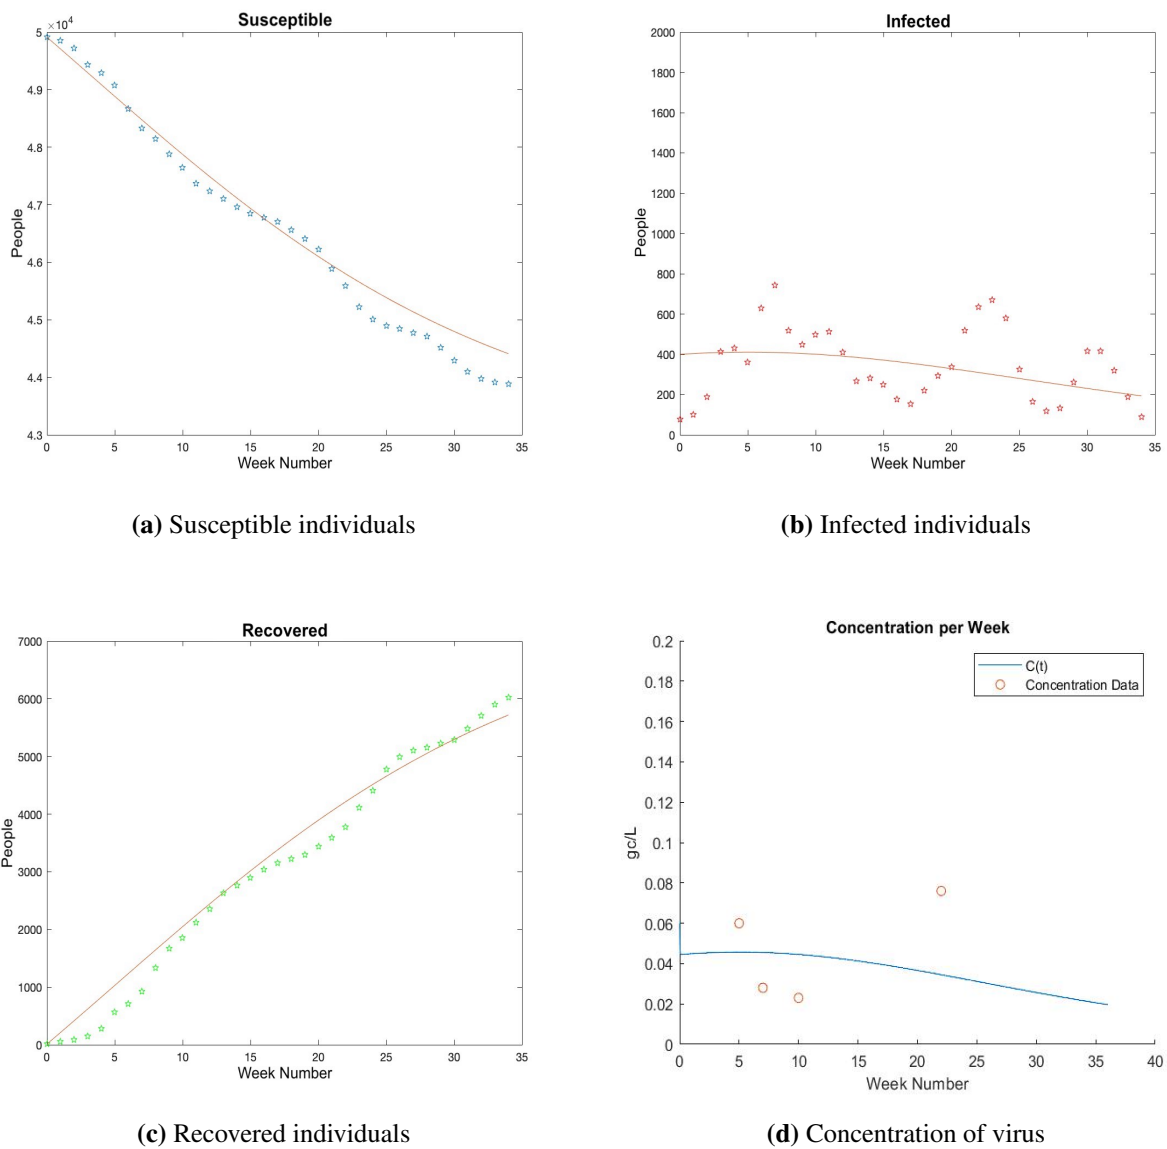 Susceptible
×10⁴
5
4.9
4.8
4.7
4.6
4.5
4.4
4.3
People
0 5 10 15 20 25 30 35
Week Number
(a) Susceptible individuals
Infected
2000
1800
1600
1400
1200
1000
800
600
400
200
0
People
0 5 10 15 20 25 30 35
Week Number
(b) Infected individuals
Recovered
7000
6000
5000
4000
3000
2000
1000
0
People
0 5 10 15 20 25 30 35
Week Number
(c) Recovered individuals
Concentration per Week
0.2
0.18
0.16
0.14
0.12
0.1
0.08
0.06
0.04
0.02
0
gc/L
C(t)
Concentration Data
0 5 10 15 20 25 30 35 40
Week Number
(d) Concentration of virus